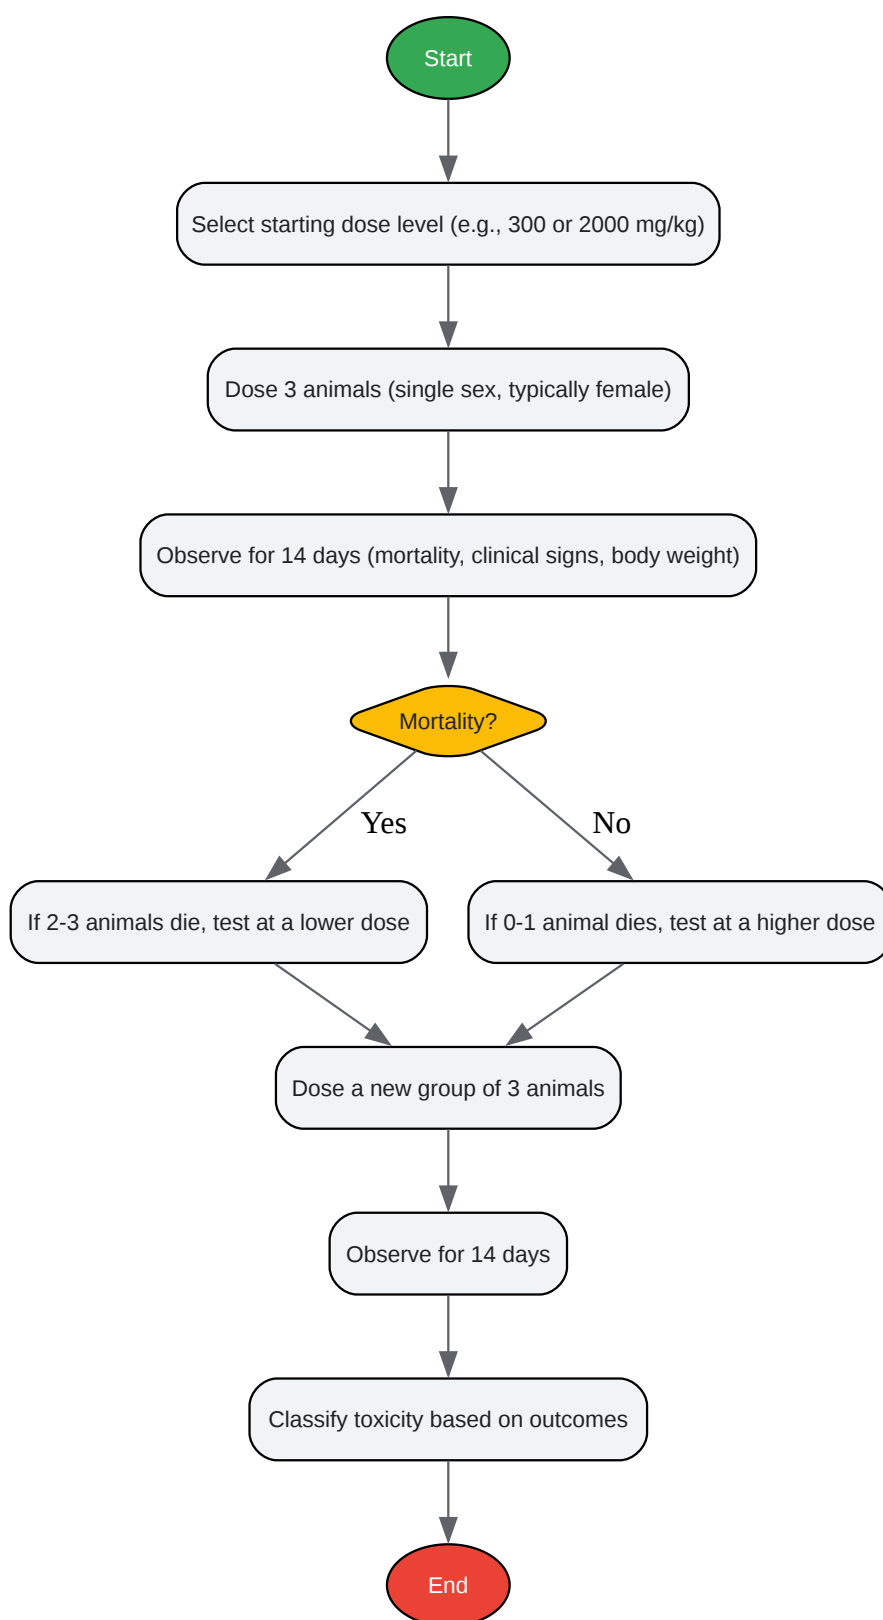 Start
Select starting dose level (e.g., 300 or 2000 mg/kg)
Dose 3 animals (single sex, typically female)
Observe for 14 days (mortality, clinical signs, body weight)
Mortality?
Yes
No
If 2-3 animals die, test at a lower dose
If 0-1 animal dies, test at a higher dose
Dose a new group of 3 animals
Observe for 14 days
Classify toxicity based on outcomes
End